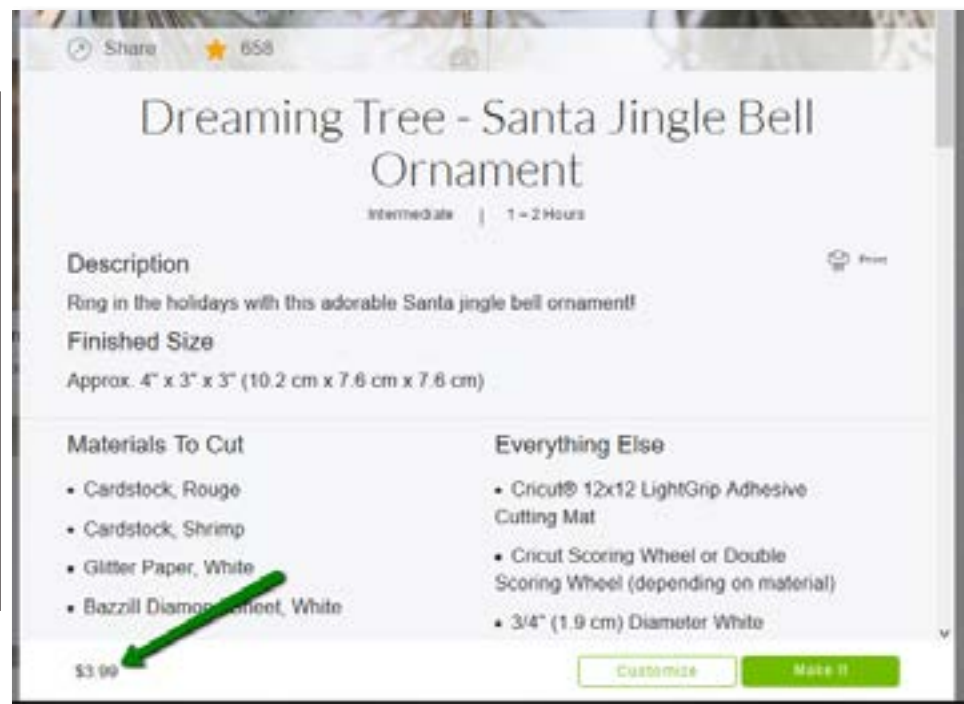 Share 658
Dreaming Tree - Santa Jingle Bell
Ornament
Intermediate | 1 – 2 Hours
Description
Print
Ring in the holidays with this adorable Santa jingle bell ornament!
Finished Size
Approx. 4" x 3" x 3" (10.2 cm x 7.6 cm x 7.6 cm)
Materials To Cut
• Cardstock, Rouge
• Cardstock, Shrimp
• Glitter Paper, White
• Bazzill Diamon heet, White
Everything Else
• Cricut® 12x12 LightGrip Adhesive
Cutting Mat
• Cricut Scoring Wheel or Double
Scoring Wheel (depending on material)
• 3/4" (1.9 cm) Diameter White
$3.99
Customize
Make It